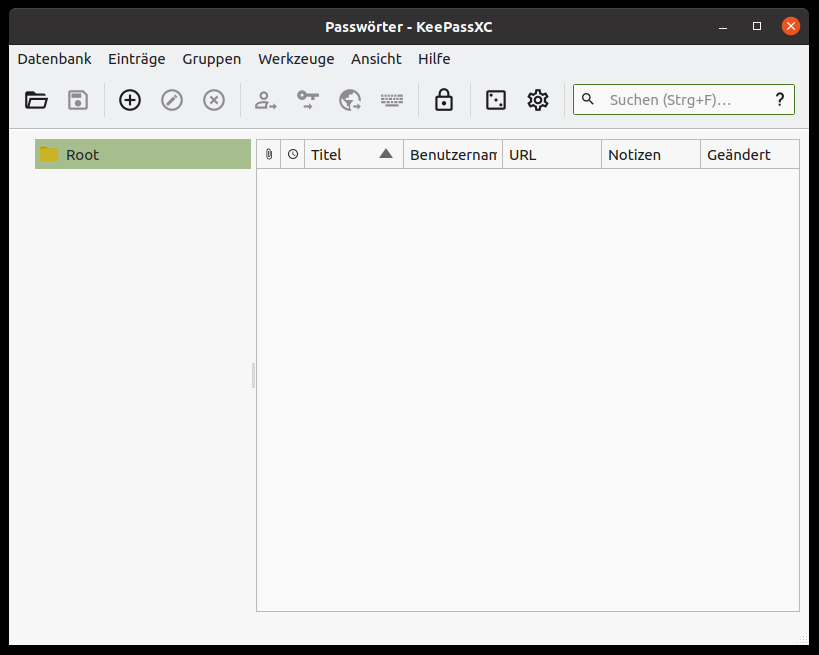 Passwörter - KeePassXC
Datenbank Einträge Gruppen Werkzeuge Ansicht Hilfe
Suchen (Strg+F)... ?
Root
Titel Benutzernam URL Notizen Geändert